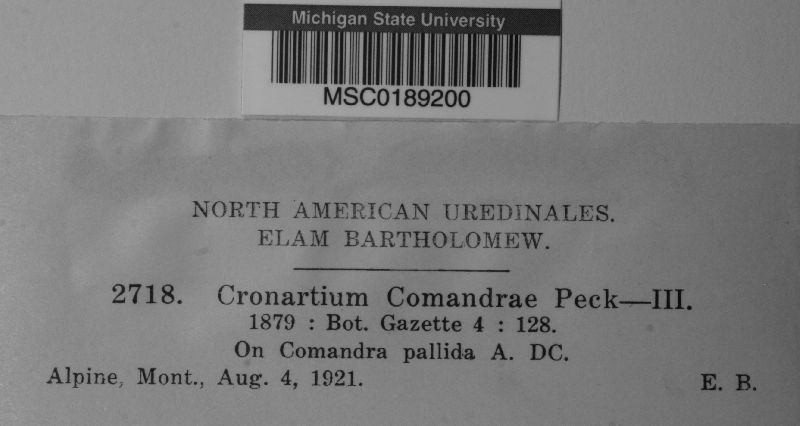 Michigan State University
MSC0189200
NORTH AMERICAN UREDINALES.
ELAM BARTHOLOMEW.
2718. Cronartium Comandrae Peck—III.
1879 : Bot. Gazette 4 : 128.
On Comandra pallida A. DC.
Alpine, Mont., Aug. 4, 1921. E. B.